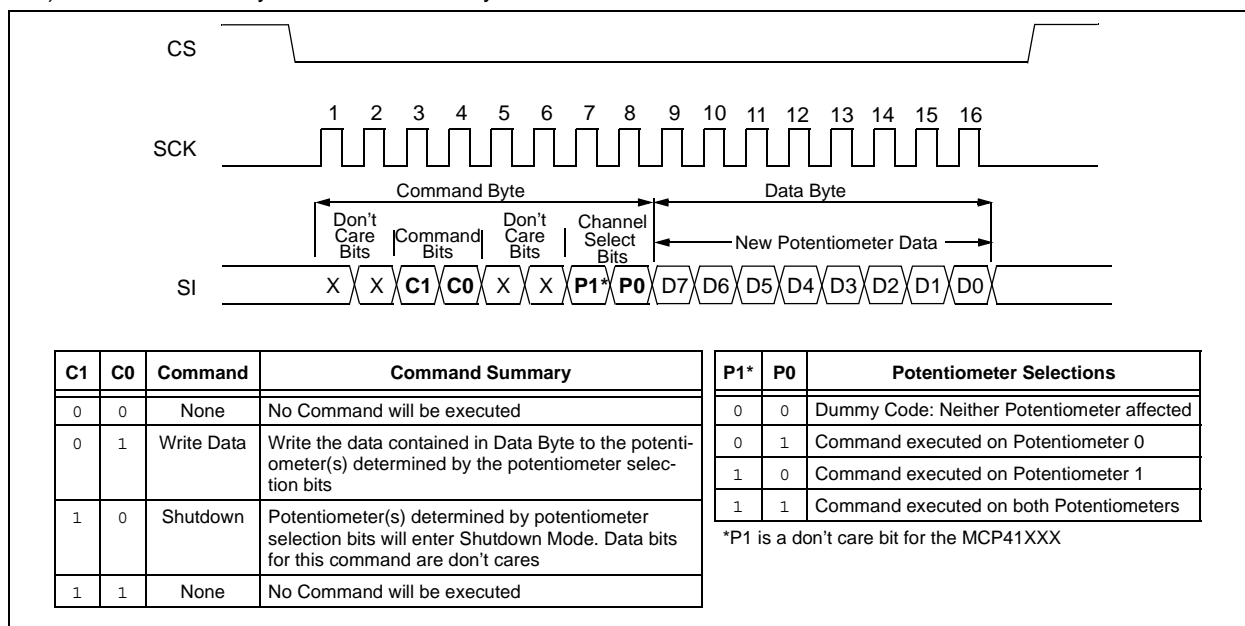 CS
1 2 3 4 5 6 7 8 9 10 11 12 13 14 15 16
SCK
Command Byte
Data Byte
Don't
Care
Bits
Command
Bits
Don't
Care
Bits
Channel
Select
Bits
New Potentiometer Data
SI
X X C1 C0 X X P1* P0 D7 D6 D5 D4 D3 D2 D1 D0
C1 C0 Command Command Summary
0 0 None No Command will be executed
0 1 Write Data Write the data contained in Data Byte to the potenti-
ometer(s) determined by the potentiometer selec-
tion bits
1 0 Shutdown Potentiometer(s) determined by potentiometer
selection bits will enter Shutdown Mode. Data bits
for this command are don't cares
1 1 None No Command will be executed
P1* P0 Potentiometer Selections
0 0 Dummy Code: Neither Potentiometer affected
0 1 Command executed on Potentiometer 0
1 0 Command executed on Potentiometer 1
1 1 Command executed on both Potentiometers
*P1 is a don't care bit for the MCP41XXX